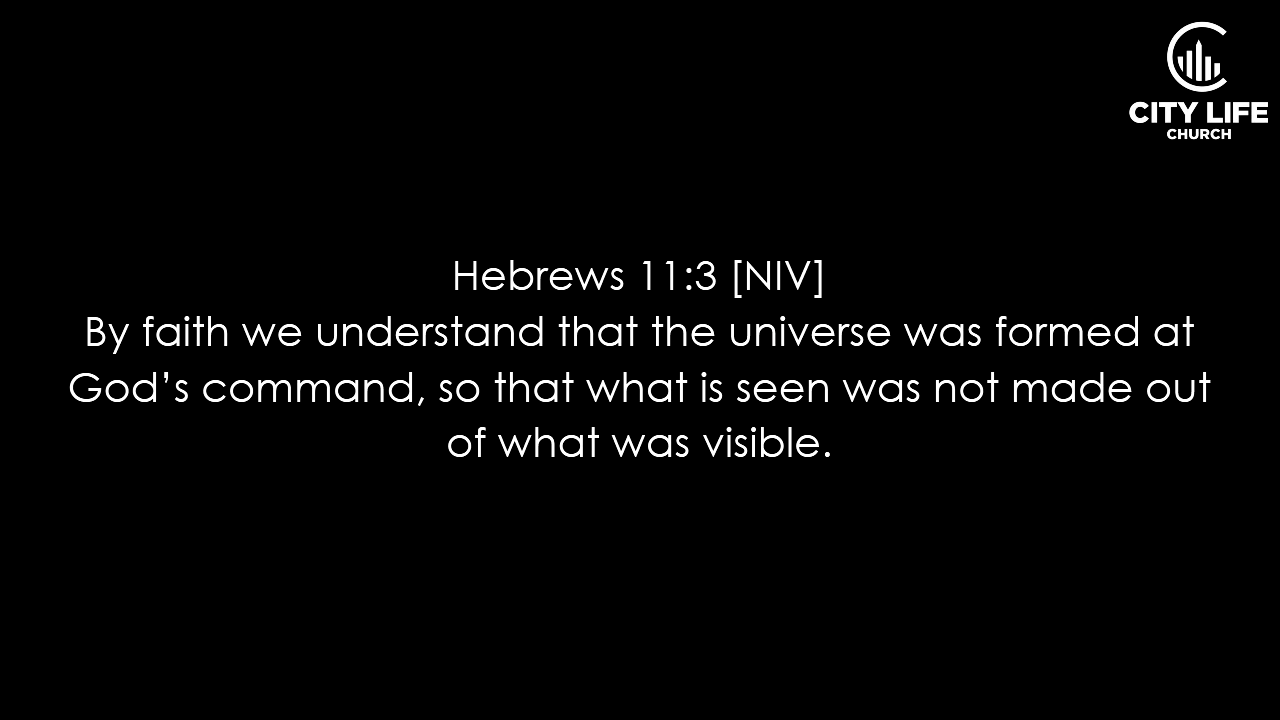 CITY LIFE
CHURCH
Hebrews 11:3 [NIV]
By faith we understand that the universe was formed at
God’s command, so that what is seen was not made out
of what was visible.